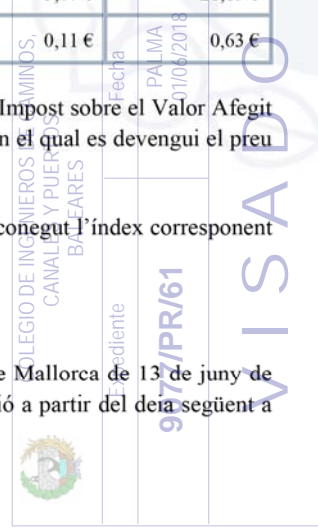 0,11 € 0,63 €
Impost sobre el Valor Afegit
n el qual es devengui el preu
conegut l’índex corresponent
e Mallorca de 13 de juny de
ió a partir del deia següent a
COLEGIO DE INGENIEROS DE CAMINOS,
CANALES Y PUERTOS
BALEARES
Fecha
PALMA
01/06/2018
Expediente
9077/PR/61
VISADO